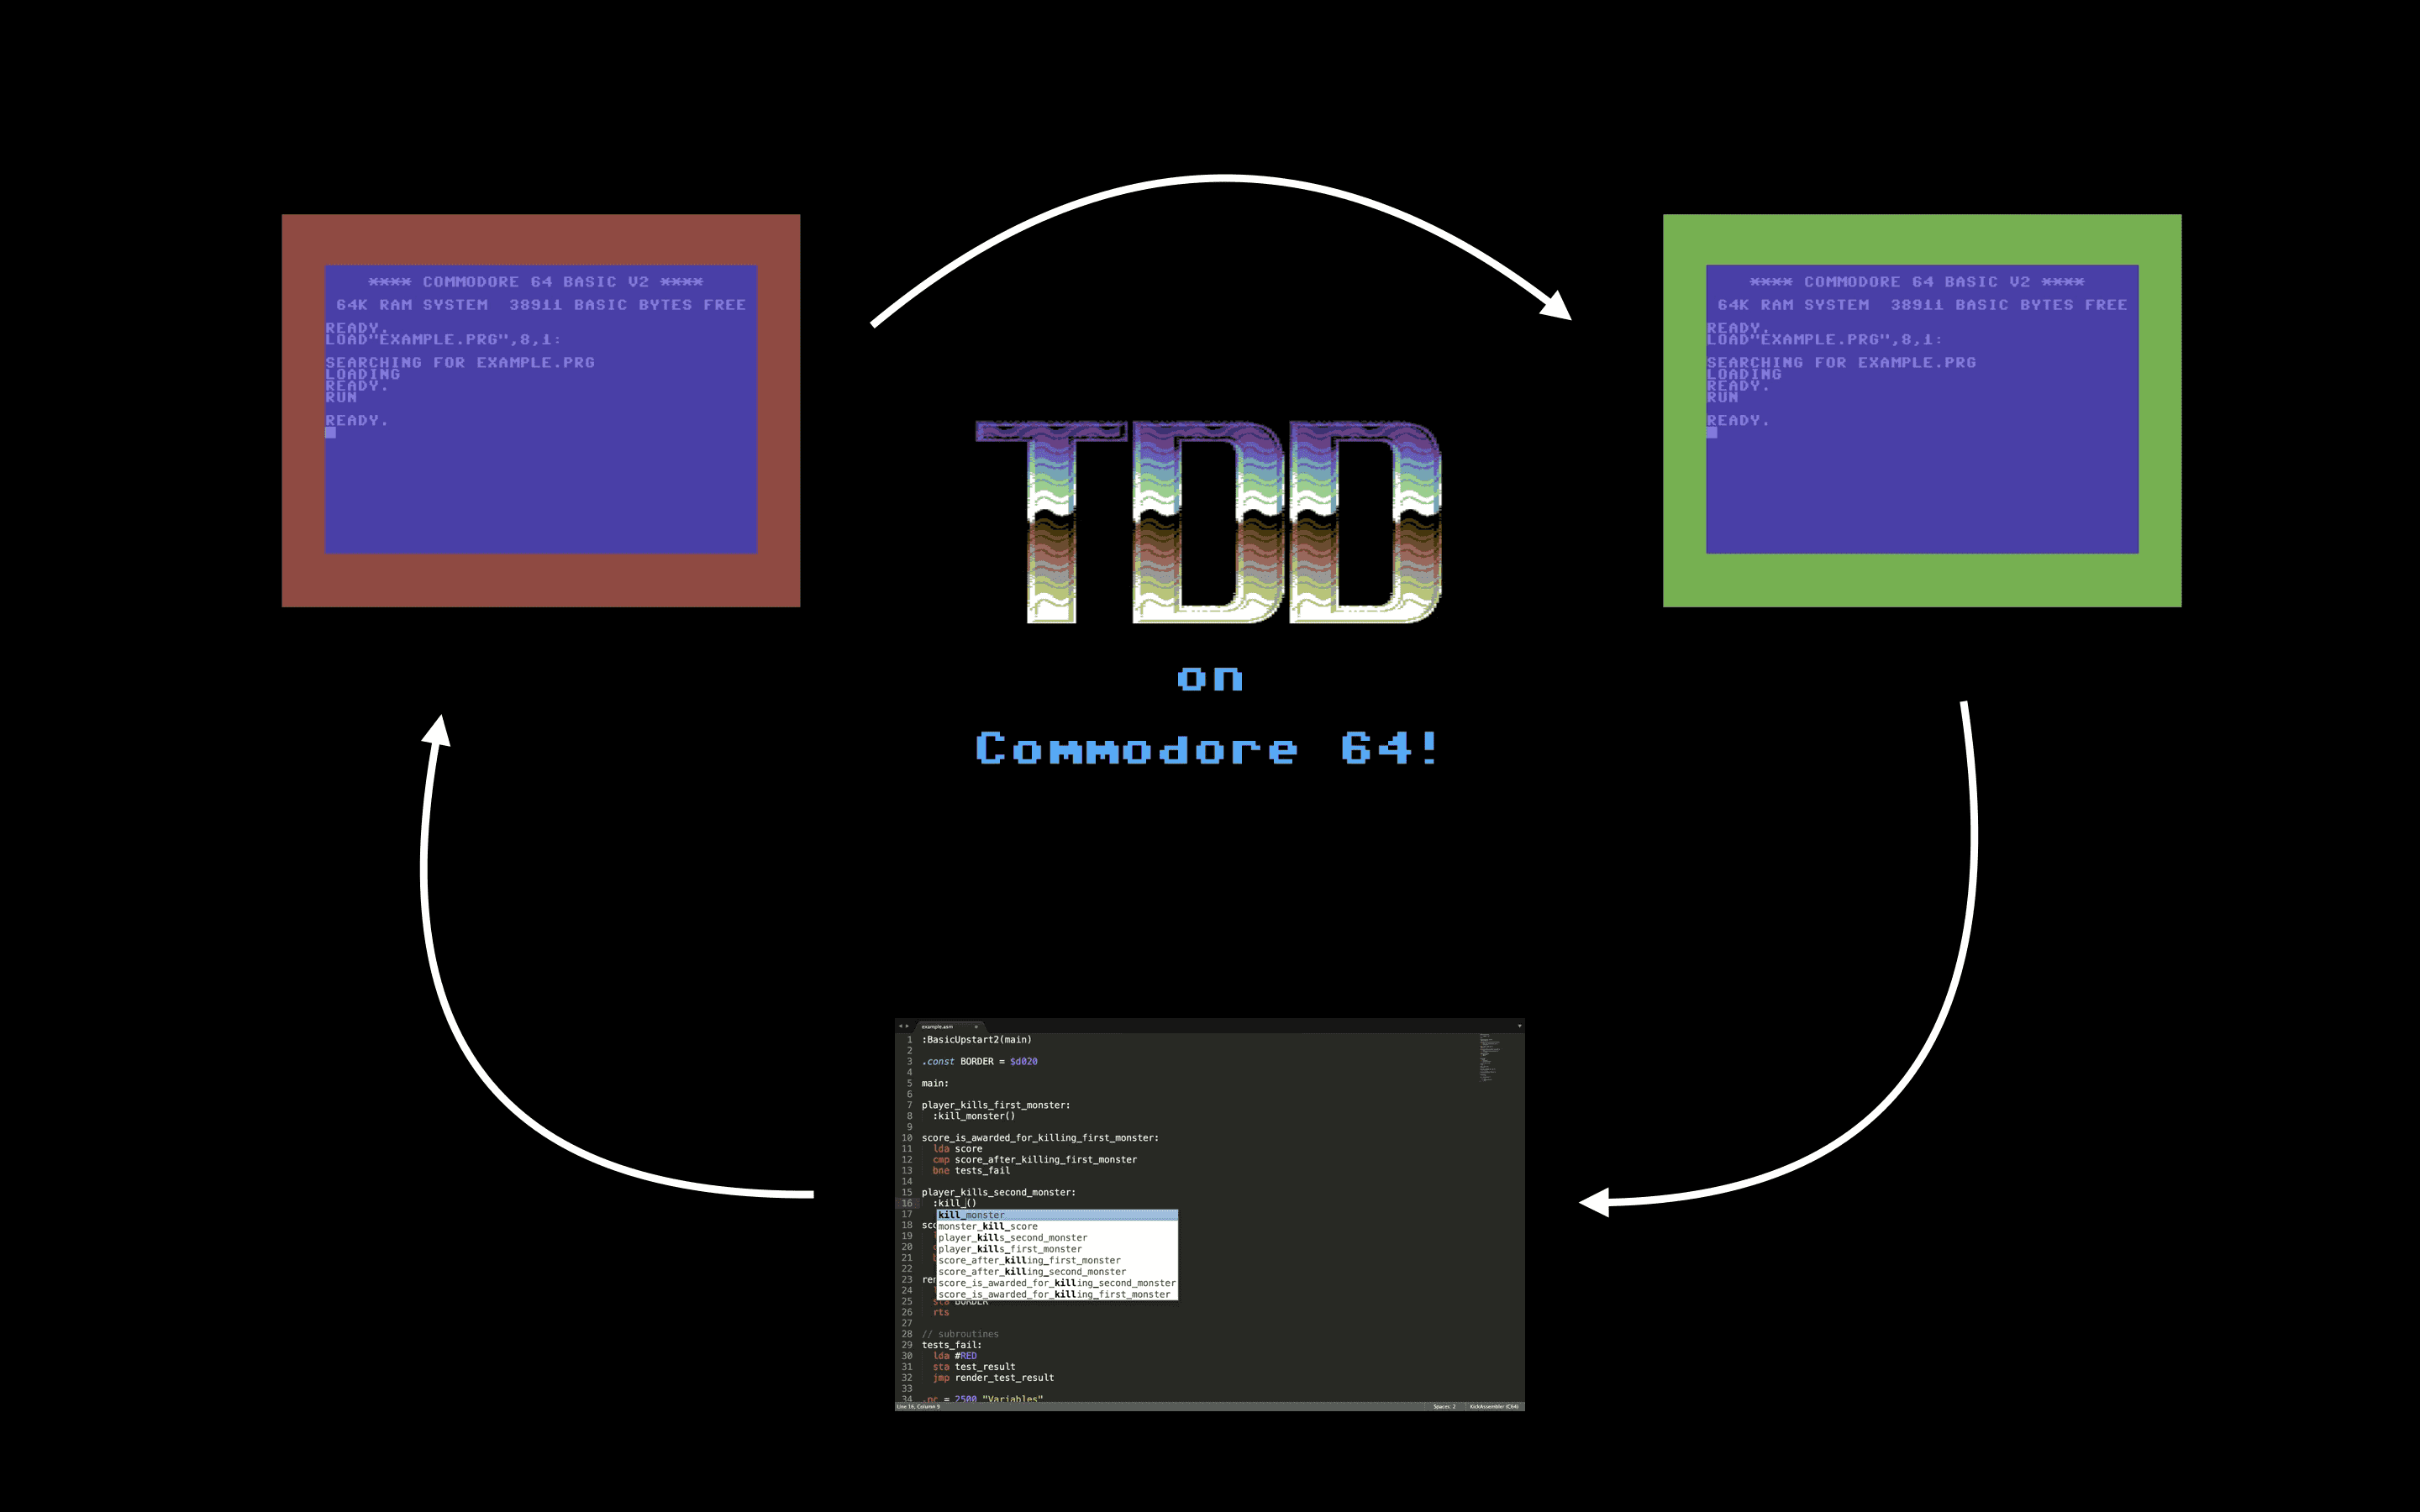 **** COMMODORE 64 BASIC V2 ****
64K RAM SYSTEM  38911 BASIC BYTES FREE
READY.
LOAD"EXAMPLE.PRG",8,1:
SEARCHING FOR EXAMPLE.PRG
LOADING
READY.
RUN
READY.
TDD
on
Commodore 64!
**** COMMODORE 64 BASIC V2 ****
64K RAM SYSTEM  38911 BASIC BYTES FREE
READY.
LOAD"EXAMPLE.PRG",8,1:
SEARCHING FOR EXAMPLE.PRG
LOADING
READY.
RUN
READY.
example.asm
1 :BasicUpstart2(main)
2
3 .const BORDER = $d020
4
5 main:
6
7 player_kills_first_monster:
8 :kill_monster()
9
10 score_is_awarded_for_killing_first_monster:
11 lda score
12 cmp score_after_killing_first_monster
13 bne tests_fail
14
15 player_kills_second_monster:
16 :kill_()
17 kill_monster
18 sco monster_kill_score
19 player_kills_second_monster
20 player_kills_first_monster
21 score_after_killing_first_monster
22 score_after_killing_second_monster
23 ren score_is_awarded_for_killing_second_monster
24 score_is_awarded_for_killing_first_monster
25 sta BORDER
26 rts
27
28 // subroutines
29 tests_fail:
30 lda #RED
31 sta test_result
32 jmp render_test_result
33
34 .pc = 2500 "Variables"
Line 16, Column 9
Spaces: 2
KickAssembler (C64)